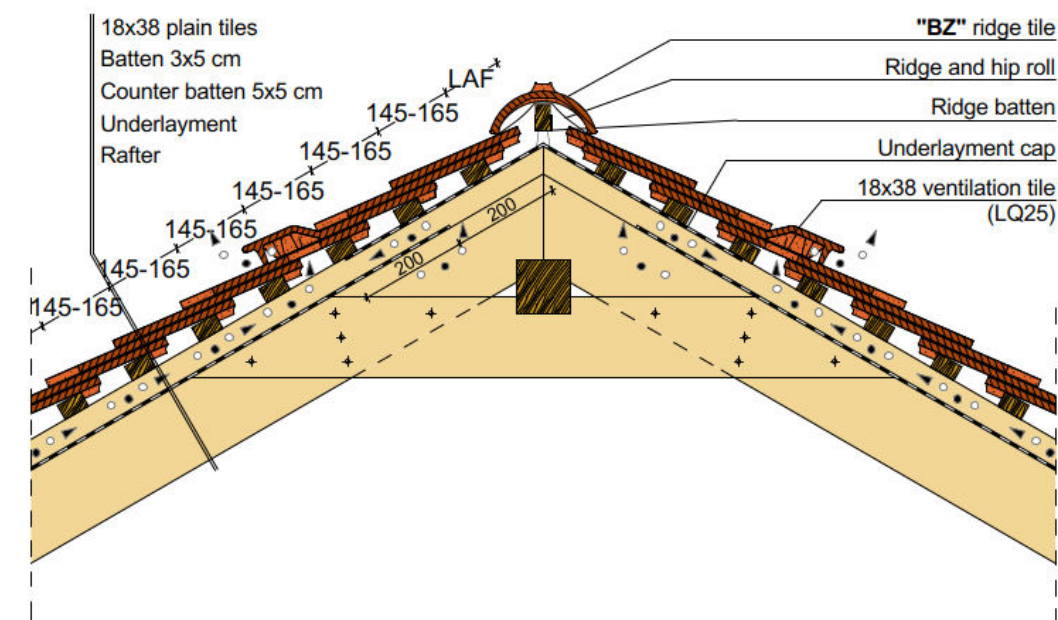 18x38 plain tiles
Batten 3x5 cm
Counter batten 5x5 cm
Underlayment
Rafter
LAF
145-165
145-165
145-165
145-165
145-165
145-165
"BZ" ridge tile
Ridge and hip roll
Ridge batten
Underlayment cap
18x38 ventilation tile
(LQ25)
200
200